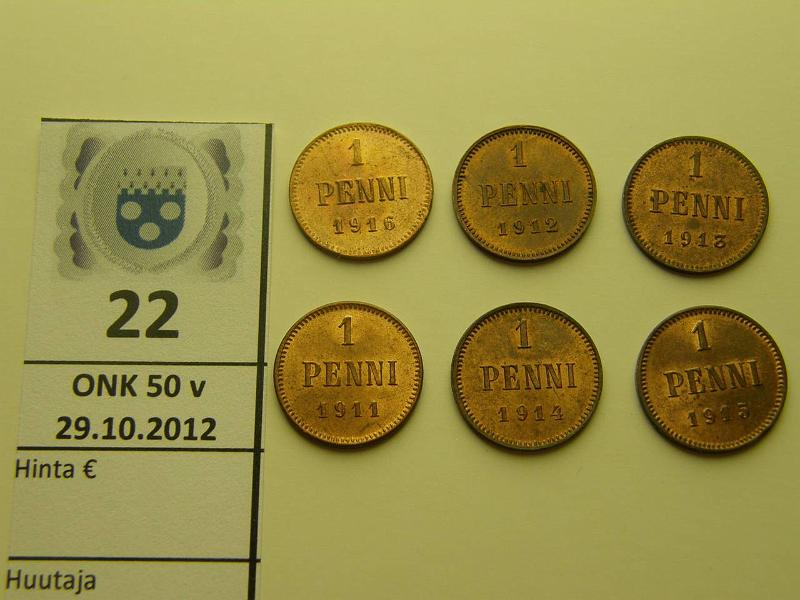 22
ONK 50 v
29.10.2012
Hinta €
Huutaja
1
PENNI
1916
1
PENNI
1912
1
PENNI
1913
1
PENNI
1911
1
PENNI
1914
1
PENNI
1915